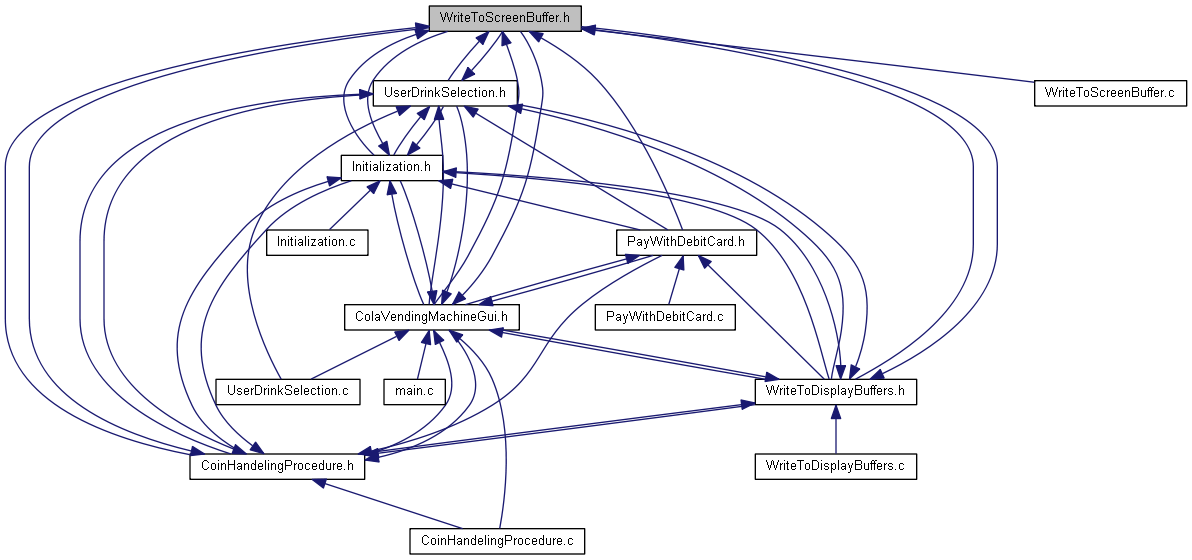 WriteToScreenBuffer.h
UserDrinkSelection.h
WriteToScreenBuffer.c
Initialization.h
Initialization.c
PayWithDebitCard.h
ColaVendingMachineGui.h
PayWithDebitCard.c
UserDrinkSelection.c
main.c
WriteToDisplayBuffers.h
CoinHandelingProcedure.h
WriteToDisplayBuffers.c
CoinHandelingProcedure.c